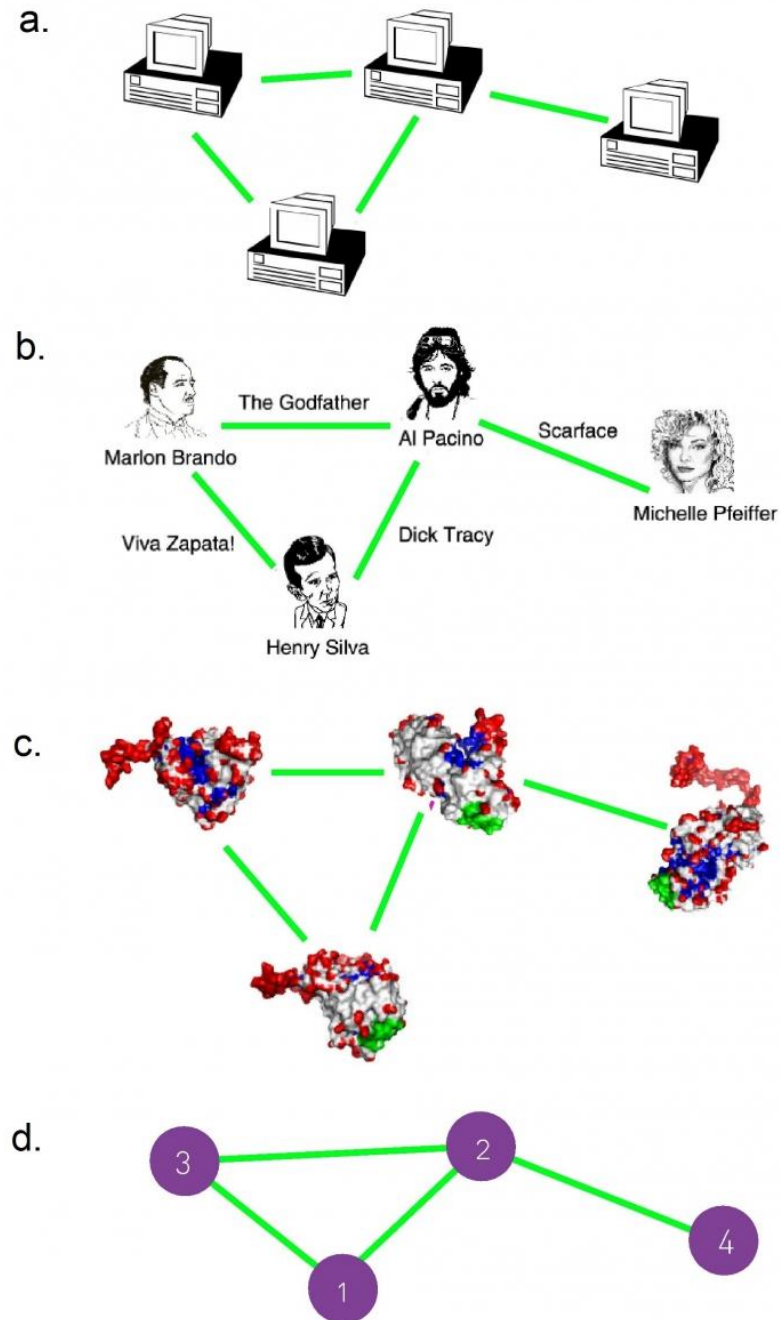 a.
b.
The Godfather
Marlon Brando
Al Pacino
Scarface
Michelle Pfeiffer
Viva Zapata!
Dick Tracy
Henry Silva
c.
d.
3
2
4
1